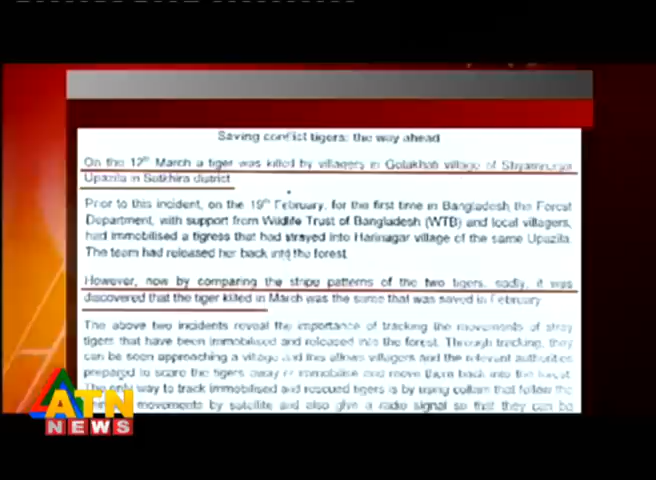 Saving conflict tigers: the way ahead
On the 12th March a tiger was killed by villagers in Golakhali village of Shyamnagar
Upazila in Satkhira district
Prior to this incident, on the 19th February, for the first time in Bangladesh the Forest
Department, with support from Wildlife Trust of Bangladesh (WTB) and local villagers,
had immobilised a tigress that had strayed into Harinagar village of the same Upazila.
The team had released her back into the forest.
However, now by comparing the stripe patterns of the two tigers, sadly, it was
discovered that the tiger killed in March was the same that was saved in February
The above two incidents reveal the importance of tracking the movements of stray
tigers that have been immobilised and released into the forest. Through tracking, they
can be seen approaching a village and this allows villagers and the relevant authorities
prepared to scare the tigers away or immobilise and move them back into the forest.
The only way to track immobilised and rescued tigers is by using collars that follow the
movements by satellite and also give a radio signal so that they can be
ATN
NEWS